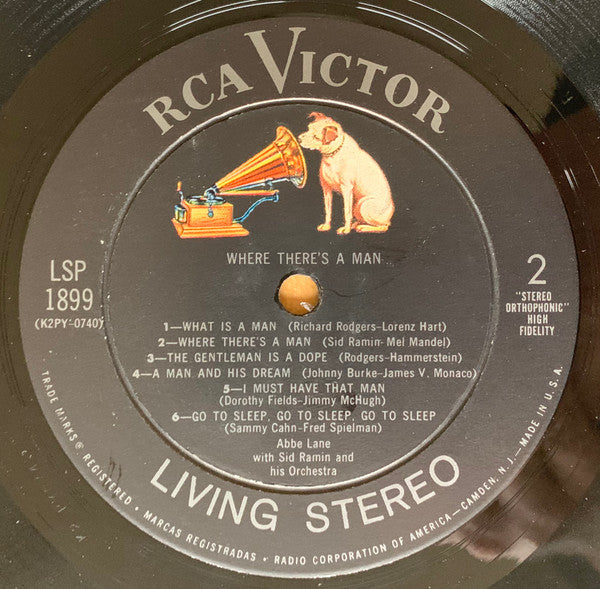 RCA VICTOR
WHERE THERE'S A MAN
LSP
1899
(K2PY-0740)
2
"STEREO
ORTHOPHONIC"
HIGH
FIDELITY
1—WHAT IS A MAN (Richard Rodgers-Lorenz Hart)
2—WHERE THERE'S A MAN (Sid Ramin-Mel Mandel)
3—THE GENTLEMAN IS A DOPE (Rodgers-Hammerstein)
4—A MAN AND HIS DREAM (Johnny Burke-James V. Monaco)
5—I MUST HAVE THAT MAN
(Dorothy Fields-Jimmy McHugh)
6—GO TO SLEEP, GO TO SLEEP, GO TO SLEEP
(Sammy Cahn-Fred Spielman)
Abbe Lane
with Sid Ramin and
his Orchestra
LIVING STEREO
TRADE MARKS® REGISTERED • MARCAS REGISTRADAS • RADIO CORPORATION OF AMERICA—CAMDEN, N.J.—MADE IN U.S.A.